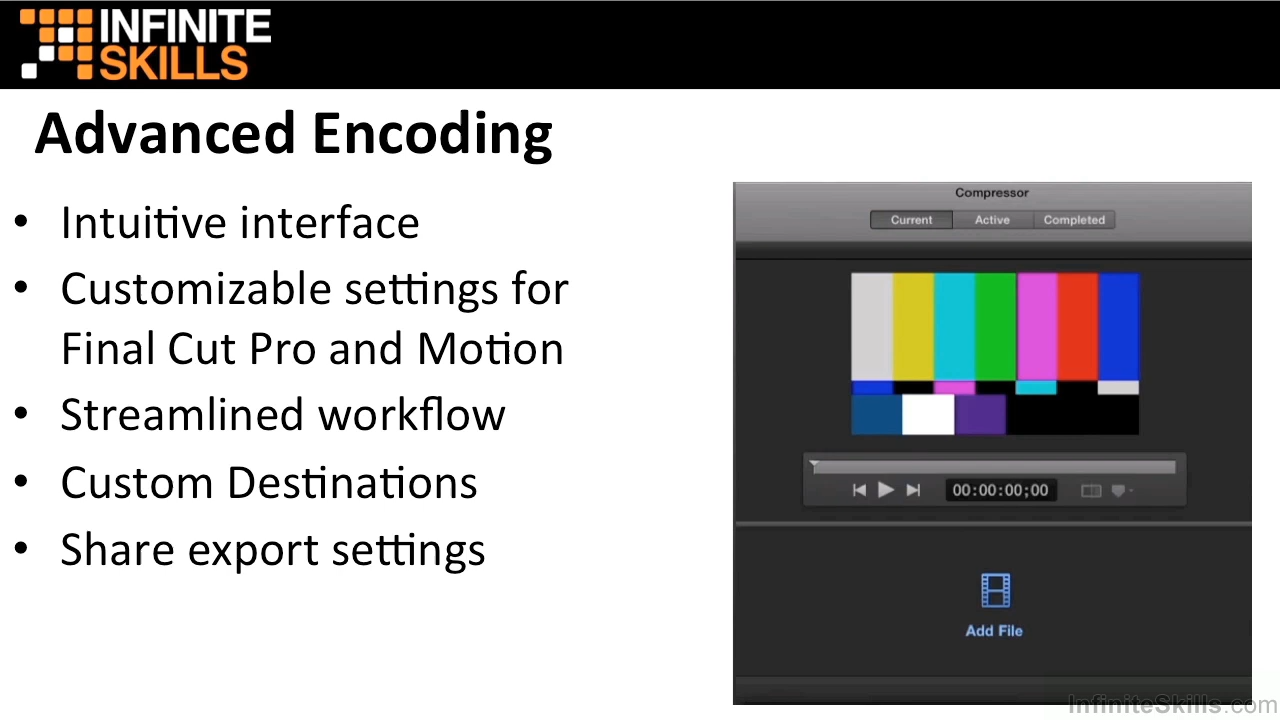 INFINITE
SKILLS
Advanced Encoding
• Intuitive interface
• Customizable settings for
Final Cut Pro and Motion
• Streamlined workflow
• Custom Destinations
• Share export settings
Compressor
Current Active Completed
00:00:00;00
Add File
InfiniteSkills.com